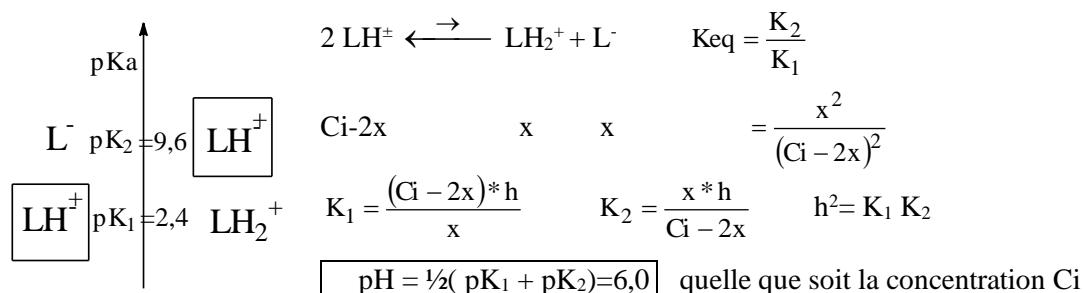 2 LH± ⟷ → LH₂⁺ + L⁻ Keq = K₂ / K₁
pKa
L⁻ pK₂=9,6 LH± Ci-2x x x = x² / (Ci − 2x)²
LH± pK₁=2,4 LH₂⁺ K₁ = (Ci − 2x)*h / x K₂ = x*h / Ci − 2x h²= K₁ K₂
pH = ½( pK₁ + pK₂)=6,0 quelle que soit la concentration Ci